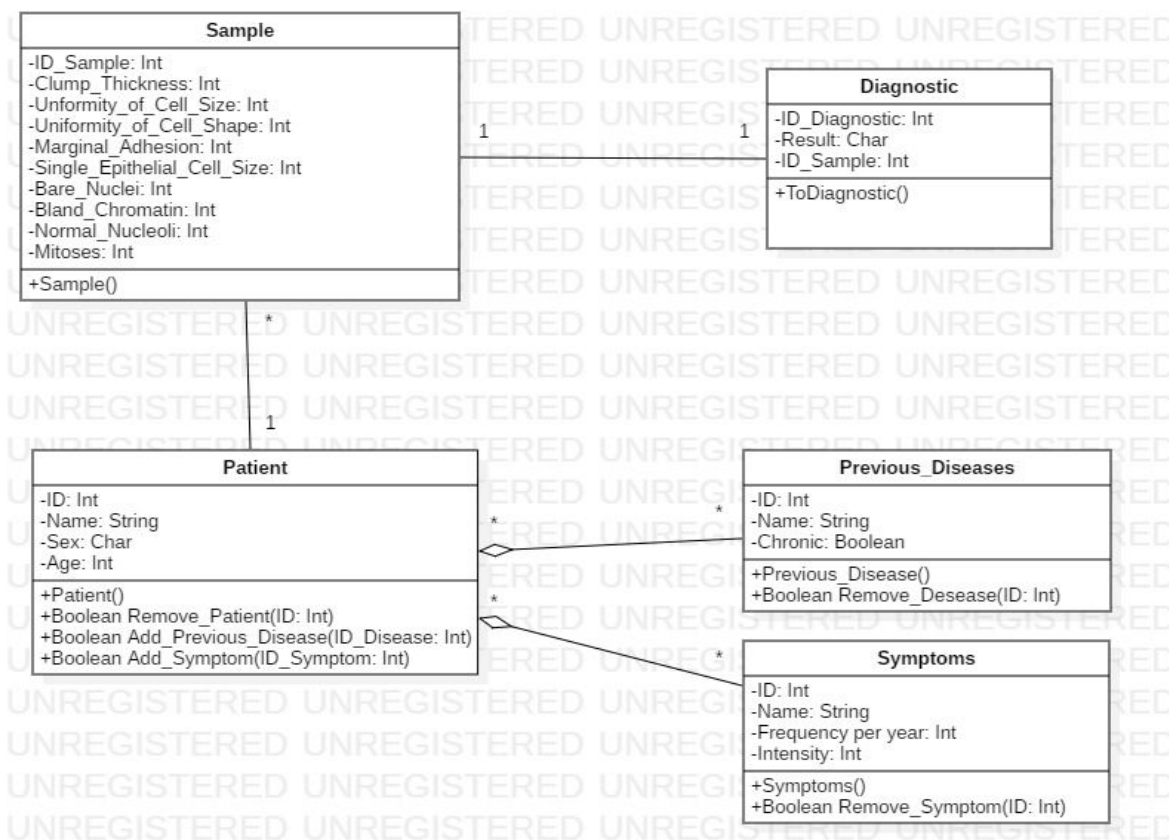 Sample
-ID_Sample: Int
-Clump_Thickness: Int
-Unformity_of_Cell_Size: Int
-Uniformity_of_Cell_Shape: Int
-Marginal_Adhesion: Int
-Single_Epithelial_Cell_Size: Int
-Bare_Nuclei: Int
-Bland_Chromatin: Int
-Normal_Nucleoli: Int
-Mitoses: Int
+Sample()
1
1
Diagnostic
-ID_Diagnostic: Int
-Result: Char
-ID_Sample: Int
+ToDiagnostic()
*
1
Patient
-ID: Int
-Name: String
-Sex: Char
-Age: Int
+Patient()
+Boolean Remove_Patient(ID: Int)
+Boolean Add_Previous_Disease(ID_Disease: Int)
+Boolean Add_Symptom(ID_Symptom: Int)
*
*
Previous_Diseases
-ID: Int
-Name: String
-Chronic: Boolean
+Previous_Disease()
+Boolean Remove_Desease(ID: Int)
*
*
Symptoms
-ID: Int
-Name: String
-Frequency per year: Int
-Intensity: Int
+Symptoms()
+Boolean Remove_Symptom(ID: Int)
UNREGISTERED